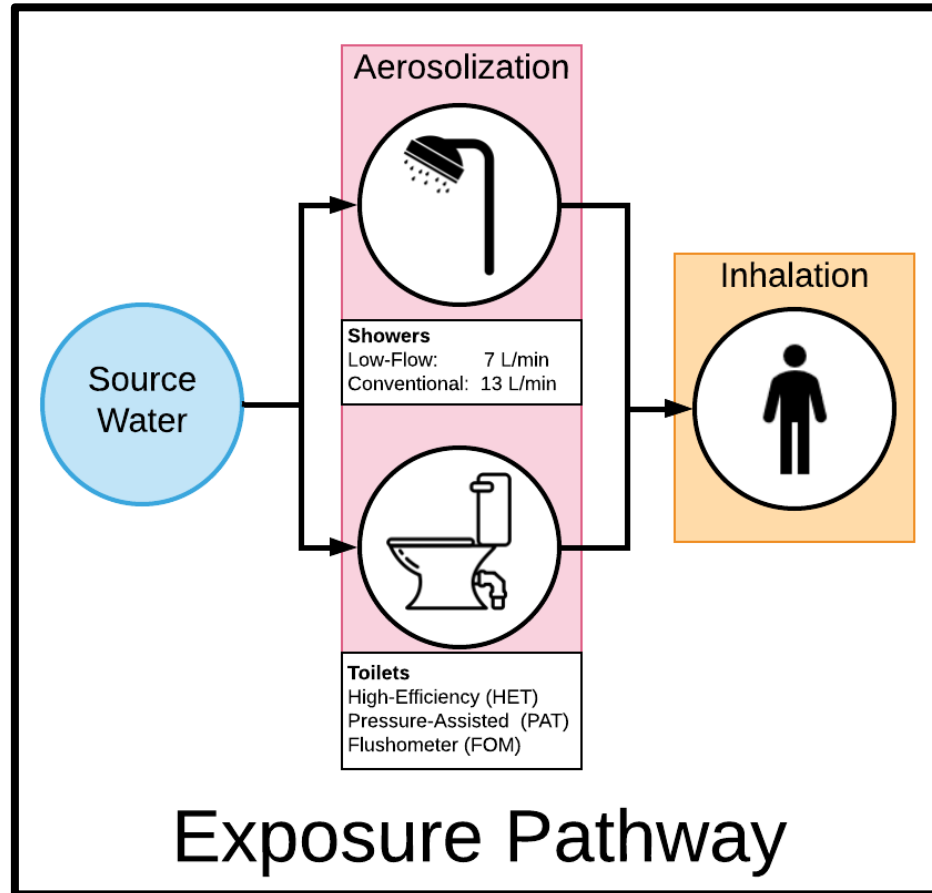 Aerosolization
Showers
Low-Flow: 7 L/min
Conventional: 13 L/min
Source
Water
Inhalation
Toilets
High-Efficiency (HET)
Pressure-Assisted (PAT)
Flushometer (FOM)
Exposure Pathway